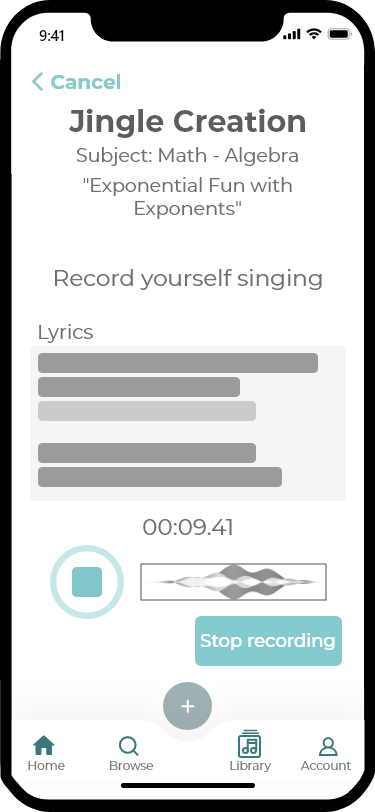 9:41
Cancel
Jingle Creation
Subject: Math - Algebra
"Exponential Fun with
Exponents"
Record yourself singing
Lyrics
00:09.41
Stop recording
+
Home Browse Library Account